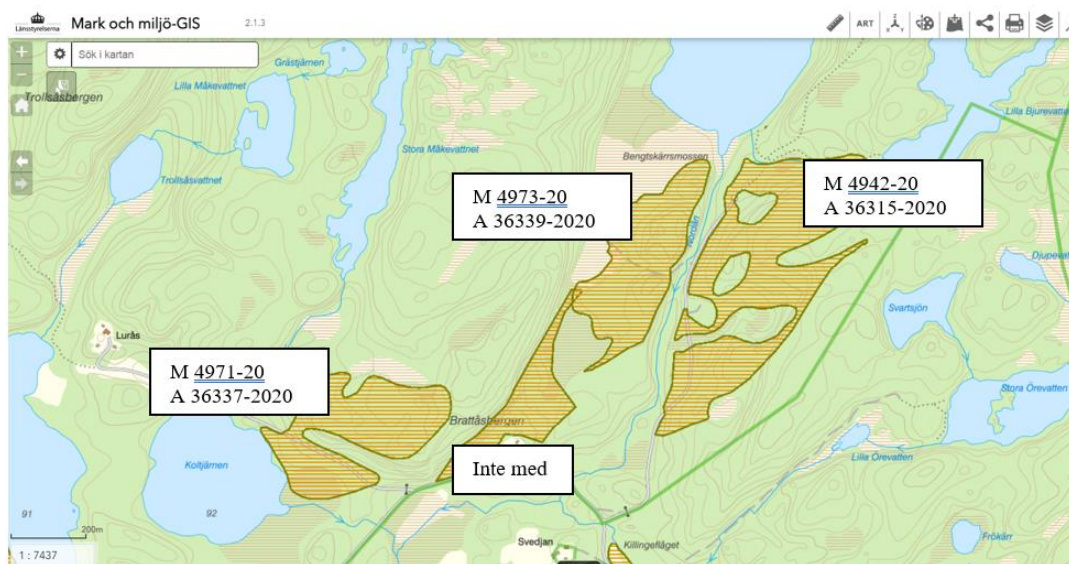 Länsstyrelserna
Mark och miljö-GIS
2.1.3
ART
Sök i kartan
Trollsåsbergen
Lilla Måkevattnet
Grästjärnen
Stora Måkevattnet
Trollsåsvattnet
Bengtskärrsmossen
Lilla Bjurevattnet
M 4973-20
A 36339-2020
M 4942-20
A 36315-2020
Nordån
Svartsjön
Lurås
M 4971-20
A 36337-2020
Stora Örevatten
Brattåsbergen
Inte med
Koltjärnen
Lilla Örevatten
91
92
200m
1 : 7437
Svedjan
Killingeflåget
Frökärr